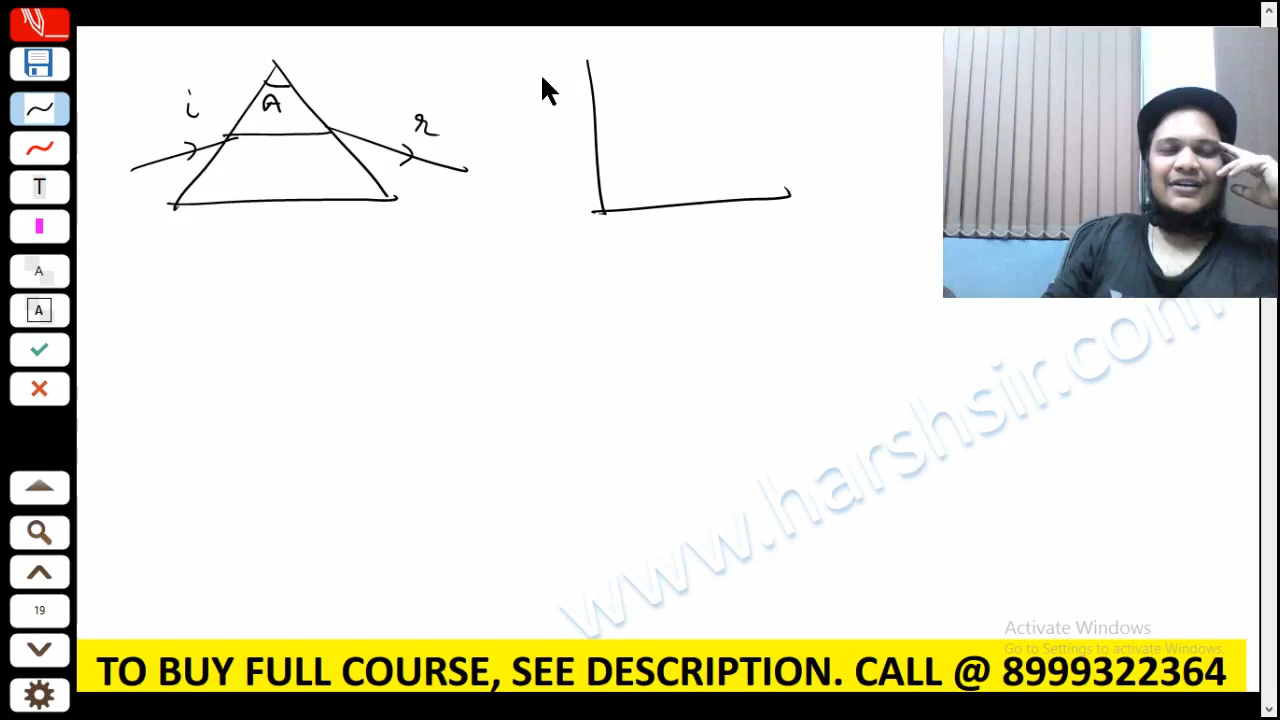 i
A
r
T
A
A
19
www.harshsir.com
Activate Windows
Go to Settings to activate Windows.
TO BUY FULL COURSE, SEE DESCRIPTION. CALL @ 8999322364